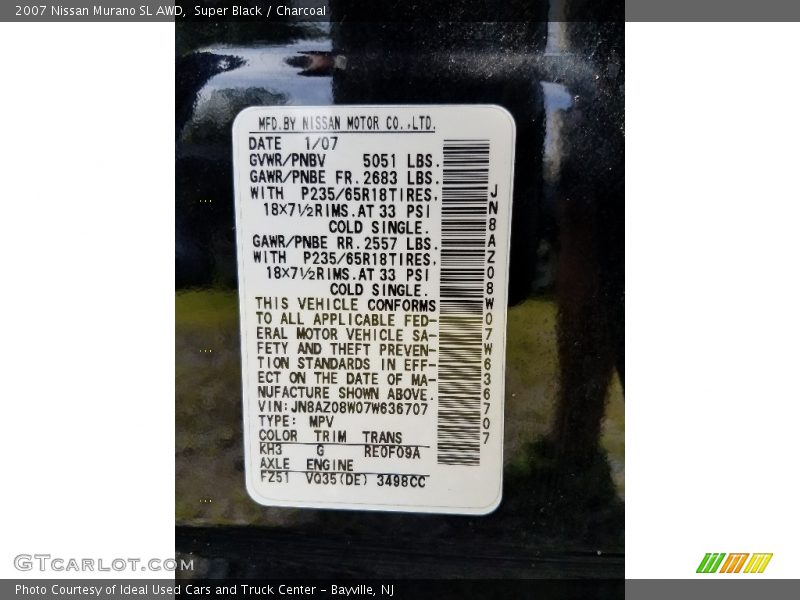 2007 Nissan Murano SL AWD, Super Black / Charcoal
MFD.BY NISSAN MOTOR CO.,LTD.
DATE 1/07
GVWR/PNBV 5051 LBS.
GAWR/PNBE FR.2683 LBS.
WITH P235/65R18TIRES,
18X7½RIMS.AT 33 PSI
COLD SINGLE.
GAWR/PNBE RR.2557 LBS.
WITH P235/65R18TIRES,
18X7½RIMS.AT 33 PSI
COLD SINGLE.
THIS VEHICLE CONFORMS
TO ALL APPLICABLE FED-
ERAL MOTOR VEHICLE SA-
FETY AND THEFT PREVEN-
TION STANDARDS IN EFF-
ECT ON THE DATE OF MA-
NUFACTURE SHOWN ABOVE.
VIN:JN8AZ08W07W636707
TYPE: MPV
COLOR TRIM TRANS
KH3 G RE0F09A
AXLE ENGINE
FZ51 VQ35(DE) 3498CC
JN8AZ08W07W636707
GTcarlot.com
Photo Courtesy of Ideal Used Cars and Truck Center - Bayville, NJ